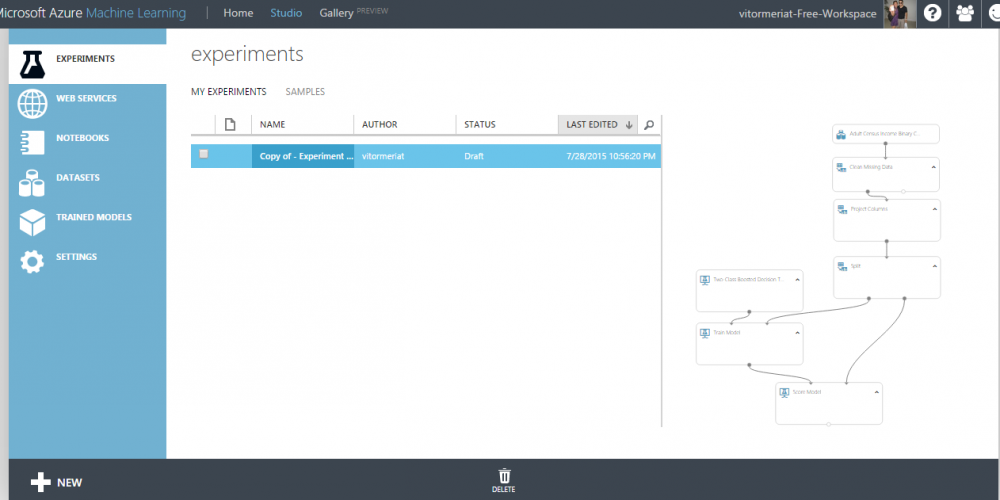 Microsoft Azure Machine Learning
Home
Studio
Gallery PREVIEW
vitormeriat-Free-Workspace
EXPERIMENTS
WEB SERVICES
NOTEBOOKS
DATASETS
TRAINED MODELS
SETTINGS
experiments
MY EXPERIMENTS
SAMPLES
NAME
AUTHOR
STATUS
LAST EDITED
Copy of - Experiment ...
vitormeriat
Draft
7/28/2015 10:56:20 PM
Adult Census Income Binary C...
Clean Missing Data
Project Columns
Split
Two-Class Boosted Decision T...
Train Model
Score Model
NEW
DELETE